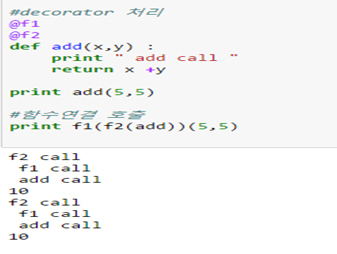 #decorator 처리
@f1
@f2
def add(x,y) :
    print " add call "
    return x +y
print add(5,5)
#함수연결 호출
print f1(f2(add))(5,5)
f2 call
 f1 call
 add call
10
f2 call
 f1 call
 add call
10